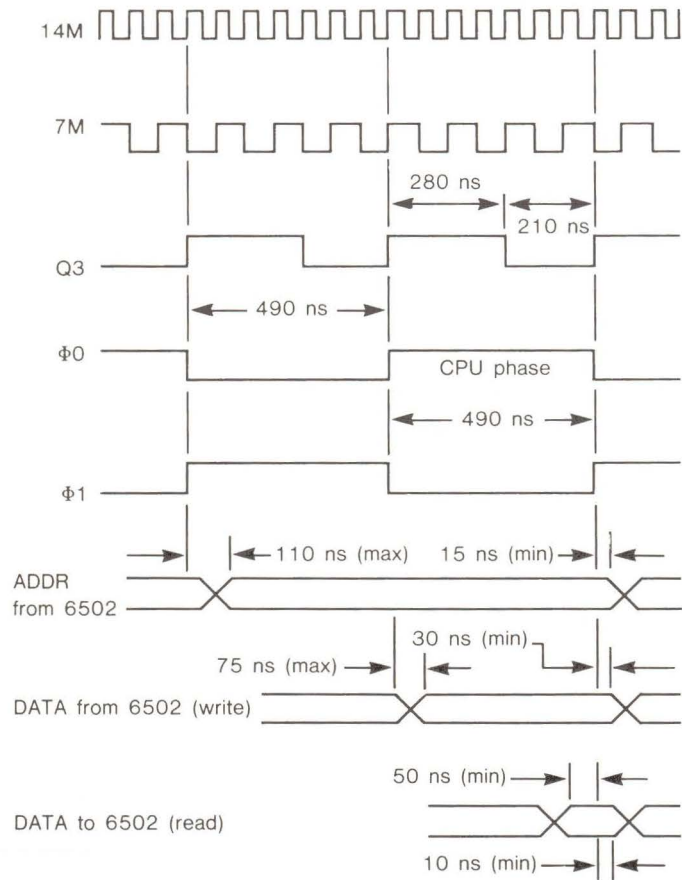 14M
7M
280 ns
210 ns
Q3
490 ns
Φ0
CPU phase
490 ns
Φ1
110 ns (max)
15 ns (min)
ADDR
from 6502
30 ns (min)
75 ns (max)
DATA from 6502 (write)
50 ns (min)
DATA to 6502 (read)
10 ns (min)